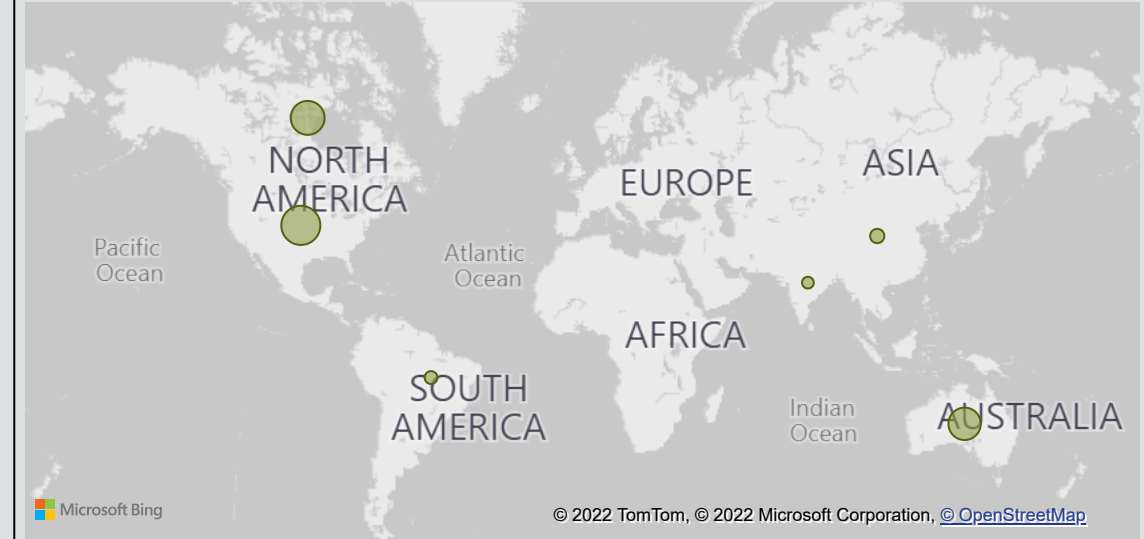 NORTH
AMERICA
EUROPE
ASIA
Pacific
Ocean
Atlantic
Ocean
AFRICA
SOUTH
AMERICA
Indian
Ocean
AUSTRALIA
Microsoft Bing
© 2022 TomTom, © 2022 Microsoft Corporation, © OpenStreetMap